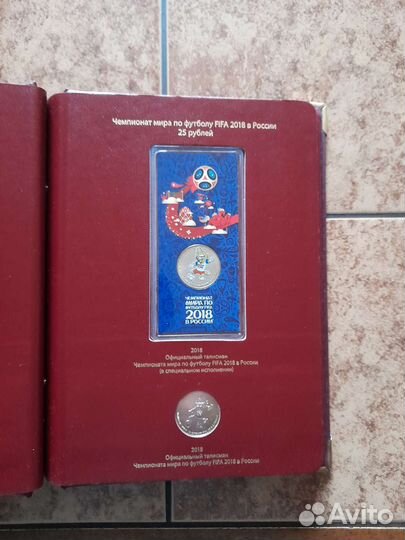 Чемпионат мира по футболу FIFA 2018 в России
25 рублей
ЧЕМПИОНАТ
МИРА ПО
ФУТБОЛУ FIFA
2018
В РОССИИ
2018
Официальный талисман
Чемпионата мира по футболу FIFA 2018 в России
(в специальном исполнении)
2018
Официальный талисман
Чемпионата мира по футболу FIFA 2018 в России
Avito